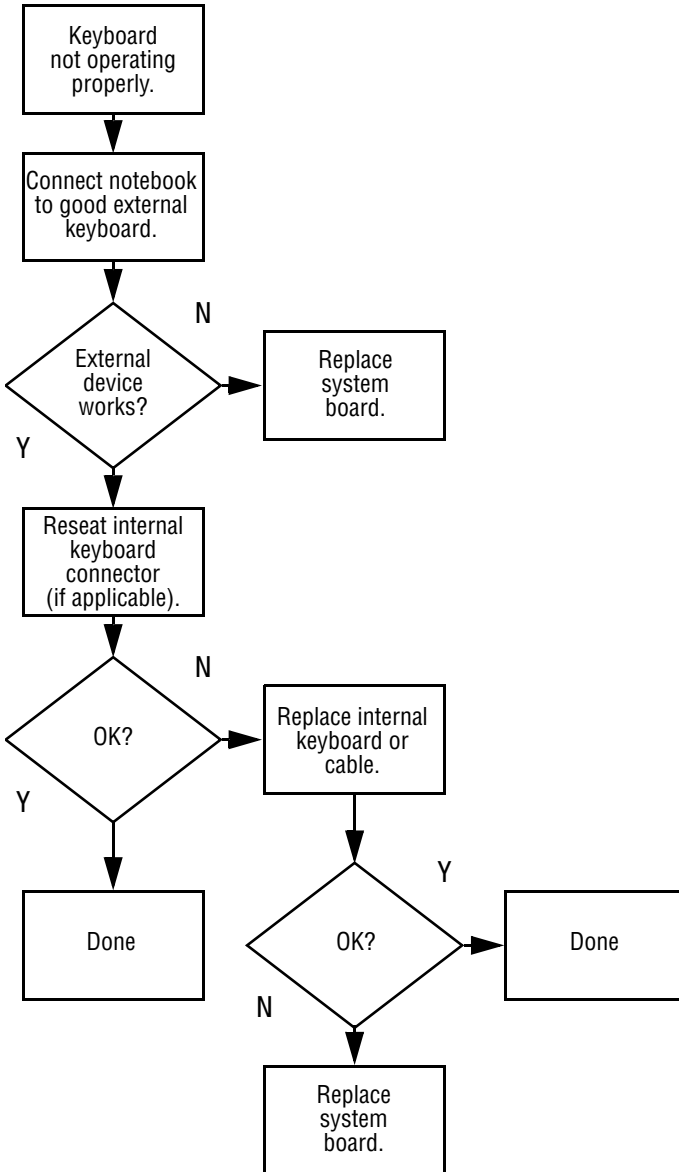 Keyboard
not operating
properly.
Connect notebook
to good external
keyboard.
N
External
device
works?
Replace
system
board.
Y
Reseat internal
keyboard
connector
(if applicable).
N
OK?
Replace internal
keyboard or
cable.
Y
Y
Done
OK?
Done
N
Replace
system
board.